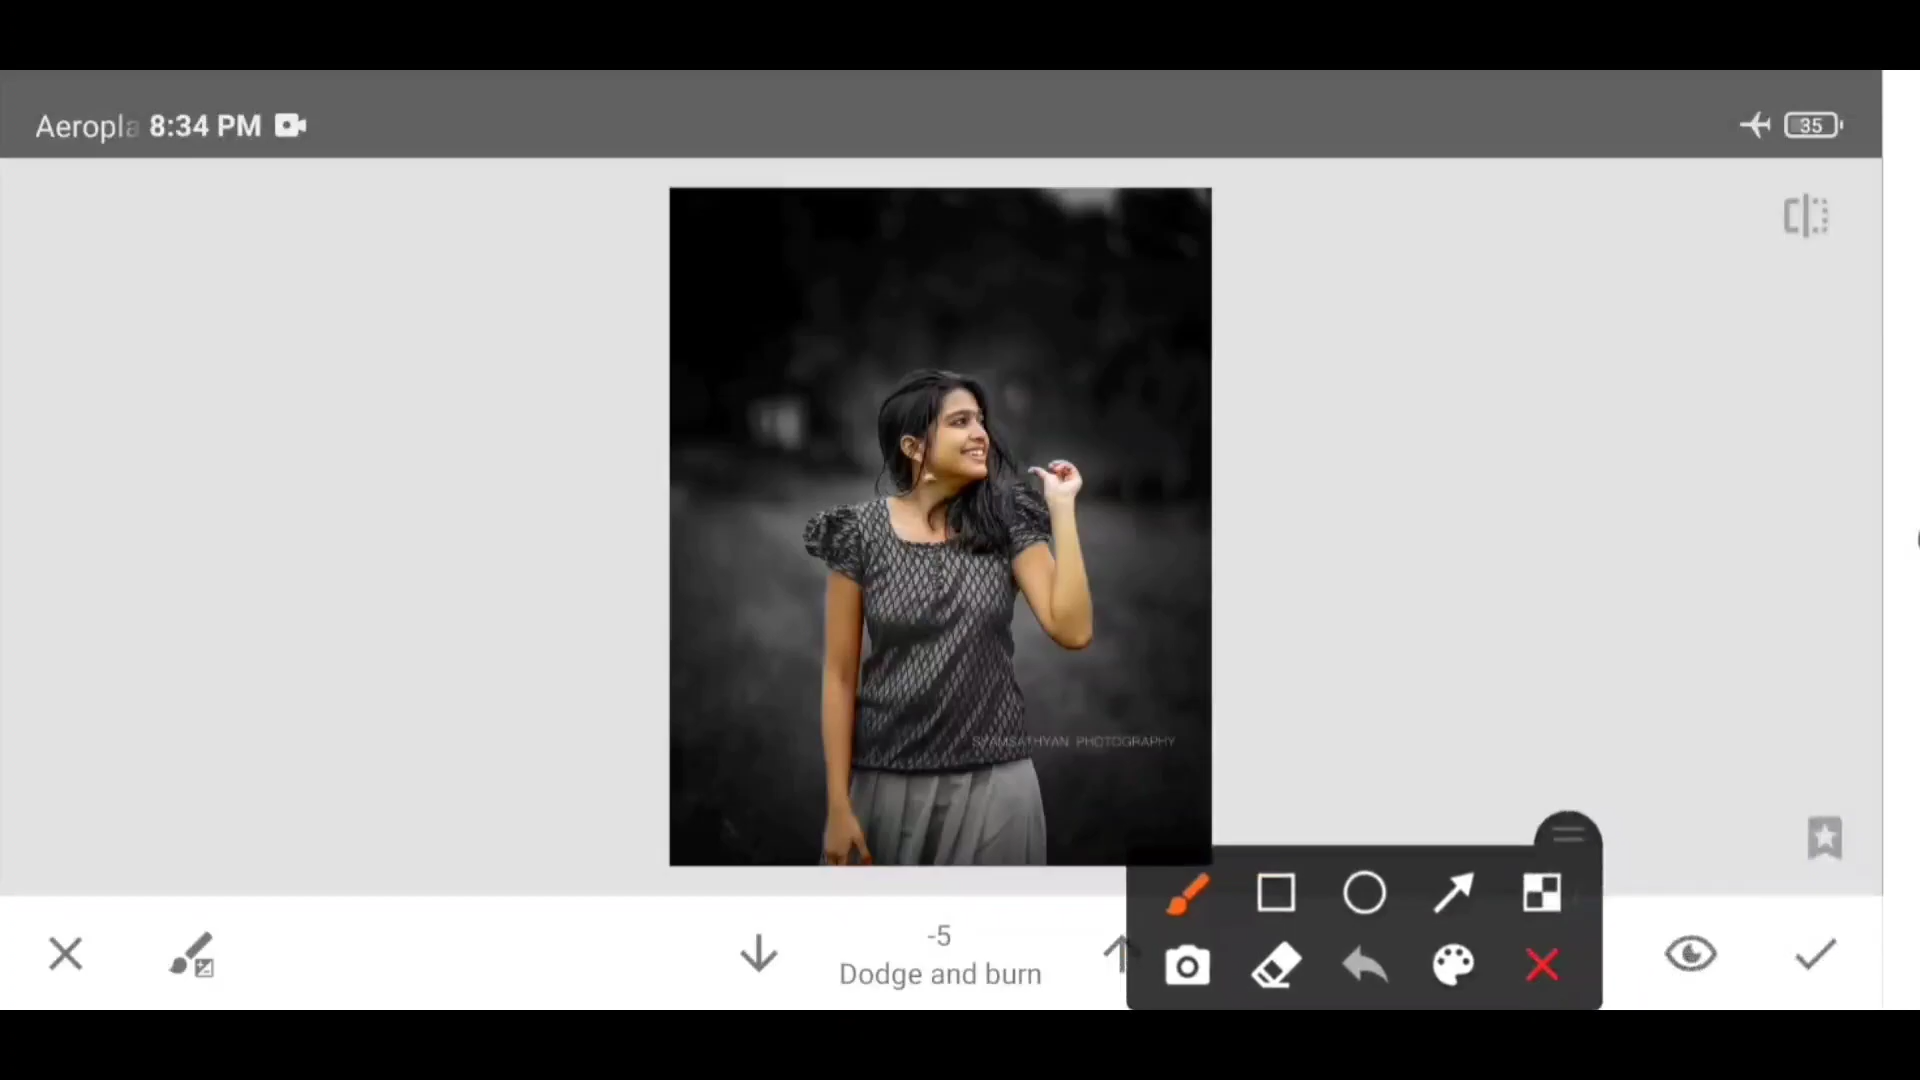 Aeropla 8:34 PM
35
SYAMSATHYAN PHOTOGRAPHY
-5
Dodge and burn